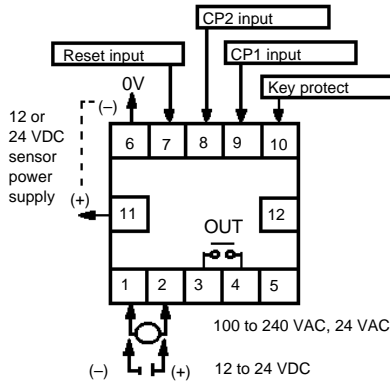 CP2 input
Reset input
CP1 input
0V
Key protect
12 or
24 VDC
sensor
power
supply
(–)
(+)
6 7 8 9 10
11 12
OUT
1 2 3 4 5
100 to 240 VAC, 24 VAC
(–) (+) 12 to 24 VDC